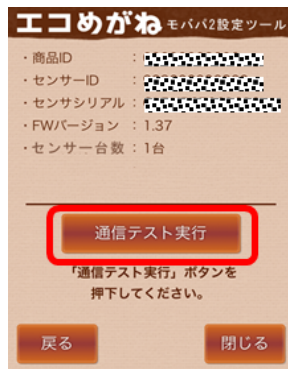 エコめがね モバパ2設定ツール
・商品ID :
・センサーID :
・センサシリアル :
・FWバージョン : 1.37
・センサー台数 : 1台
通信テスト実行
「通信テスト実行」ボタンを
押下してください。
戻る 閉じる